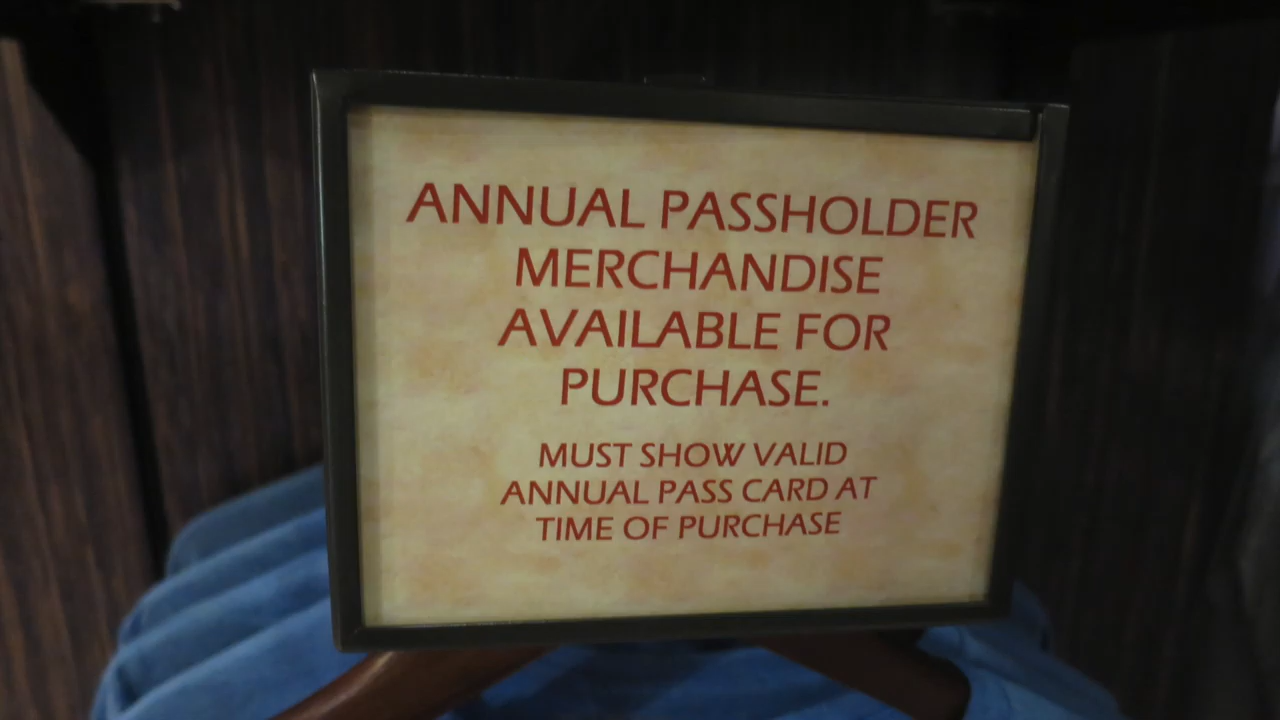 ANNUAL PASSHOLDER
MERCHANDISE
AVAILABLE FOR
PURCHASE.
MUST SHOW VALID
ANNUAL PASS CARD AT
TIME OF PURCHASE